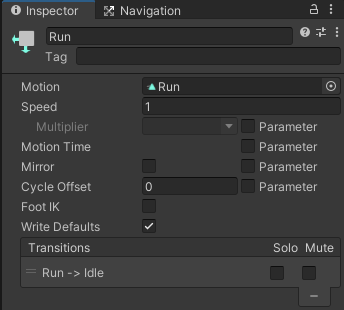 Inspector Navigation
Run
Tag
Motion Run
Speed 1
Multiplier Parameter
Motion Time Parameter
Mirror Parameter
Cycle Offset 0 Parameter
Foot IK
Write Defaults
Transitions Solo Mute
Run -> Idle